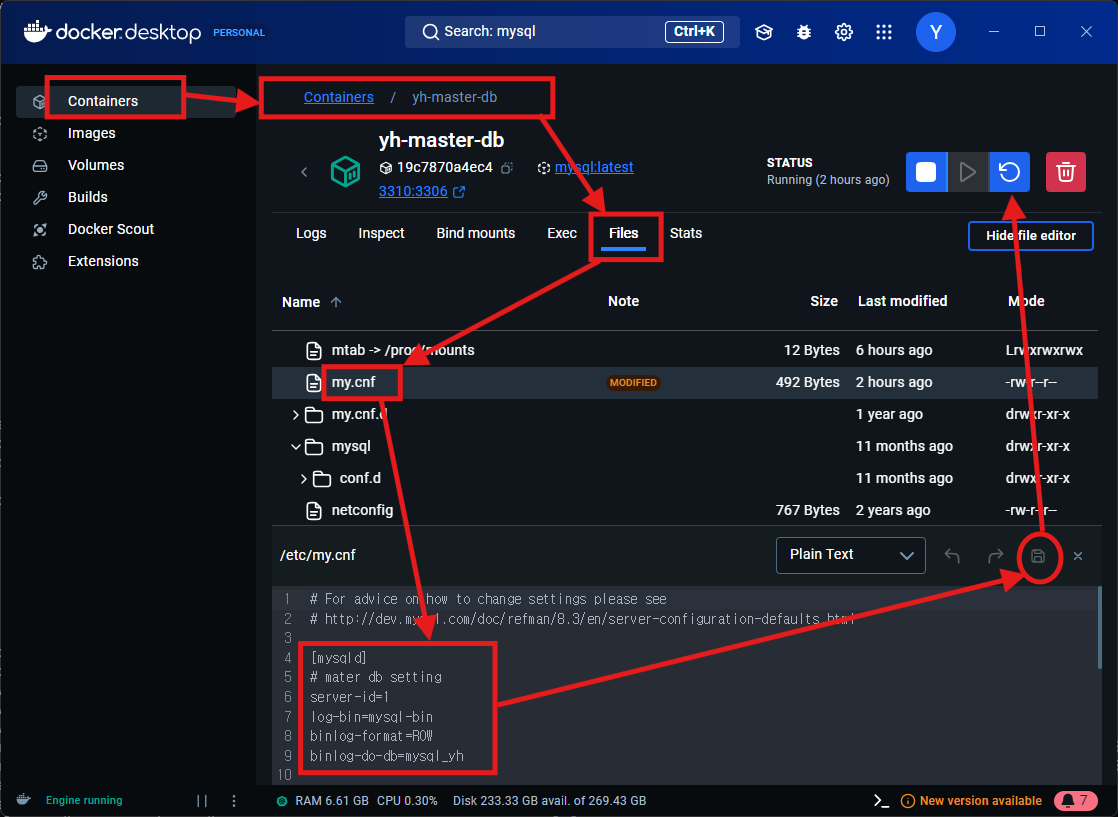 docker desktop PERSONAL Search: mysql Ctrl+K Y
Containers
Images
Volumes
Builds
Docker Scout
Extensions
Containers / yh-master-db
yh-master-db
19c7870a4ec4 mysql:latest
3310:3306
STATUS
Running (2 hours ago)
Logs Inspect Bind mounts Exec Files Stats Hide file editor
Name Note Size Last modified Mode
mtab -> /proc/mounts 12 Bytes 6 hours ago Lrwxrwxrwx
my.cnf MODIFIED 492 Bytes 2 hours ago -rw-r--r--
my.cnf.d 1 year ago drwxr-xr-x
mysql 11 months ago drwxr-xr-x
conf.d 11 months ago drwxr-xr-x
netconfig 767 Bytes 2 years ago -rw-r--r--
/etc/my.cnf Plain Text
1 # For advice on how to change settings please see
2 # http://dev.mysql.com/doc/refman/8.3/en/server-configuration-defaults.html
3
4 [mysqld]
5 # mater db setting
6 server-id=1
7 log-bin=mysql-bin
8 binlog-format=ROW
9 binlog-do-db=mysql_yh
10
Engine running RAM 6.61 GB CPU 0.30% Disk 233.33 GB avail. of 269.43 GB New version available 7